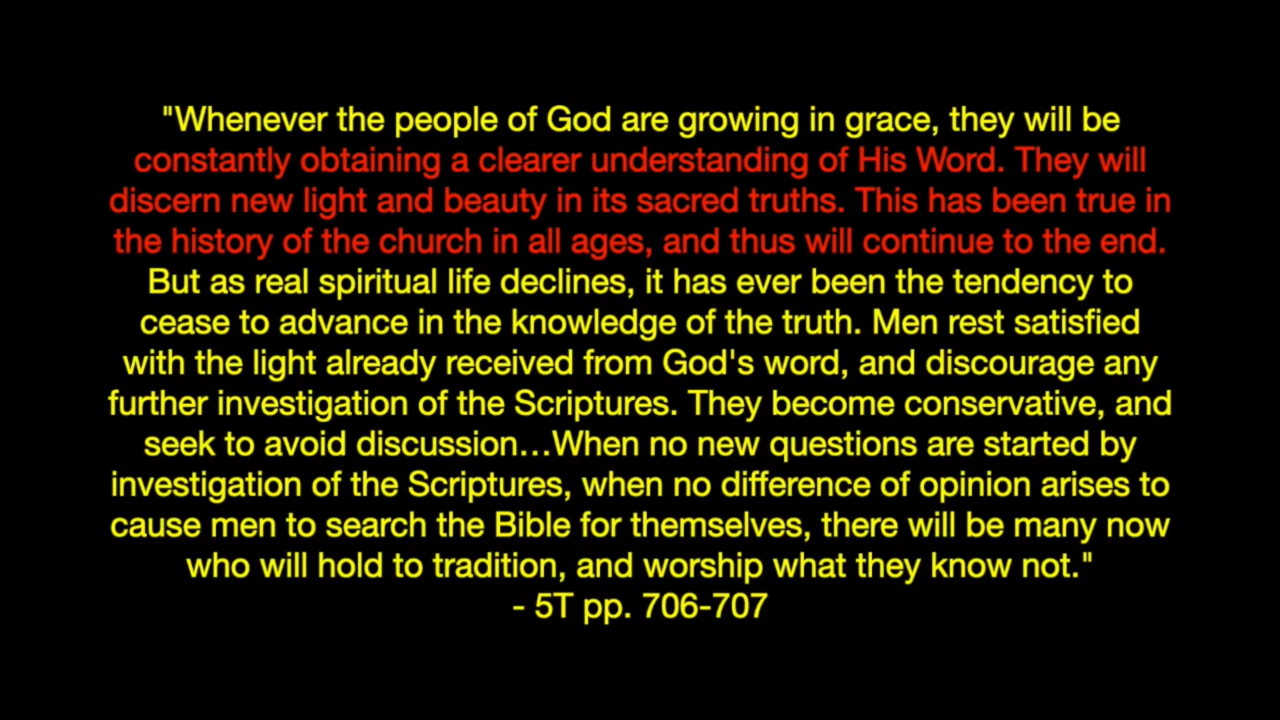 "Whenever the people of God are growing in grace, they will be
constantly obtaining a clearer understanding of His Word. They will
discern new light and beauty in its sacred truths. This has been true in
the history of the church in all ages, and thus will continue to the end.
But as real spiritual life declines, it has ever been the tendency to
cease to advance in the knowledge of the truth. Men rest satisfied
with the light already received from God's word, and discourage any
further investigation of the Scriptures. They become conservative, and
seek to avoid discussion…When no new questions are started by
investigation of the Scriptures, when no difference of opinion arises to
cause men to search the Bible for themselves, there will be many now
who will hold to tradition, and worship what they know not."
- 5T pp. 706-707